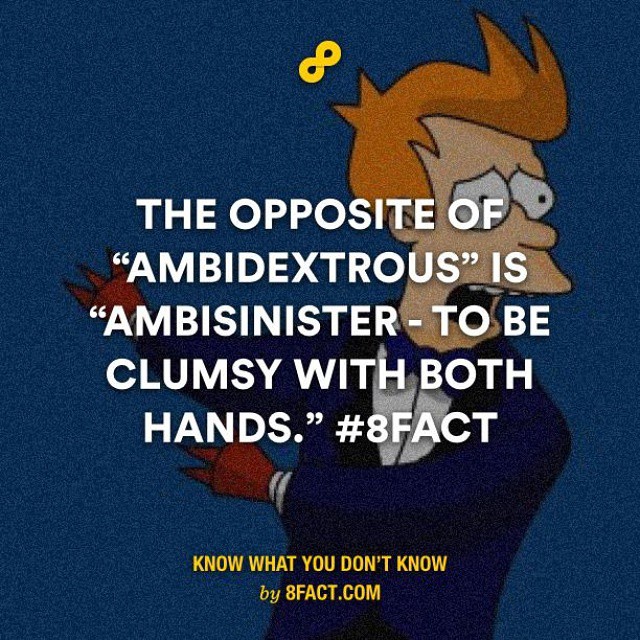 THE OPPOSITE OF
“AMBIDEXTROUS” IS
“AMBISINISTER - TO BE
CLUMSY WITH BOTH
HANDS.” #8FACT
KNOW WHAT YOU DON'T KNOW
by 8FACT.COM